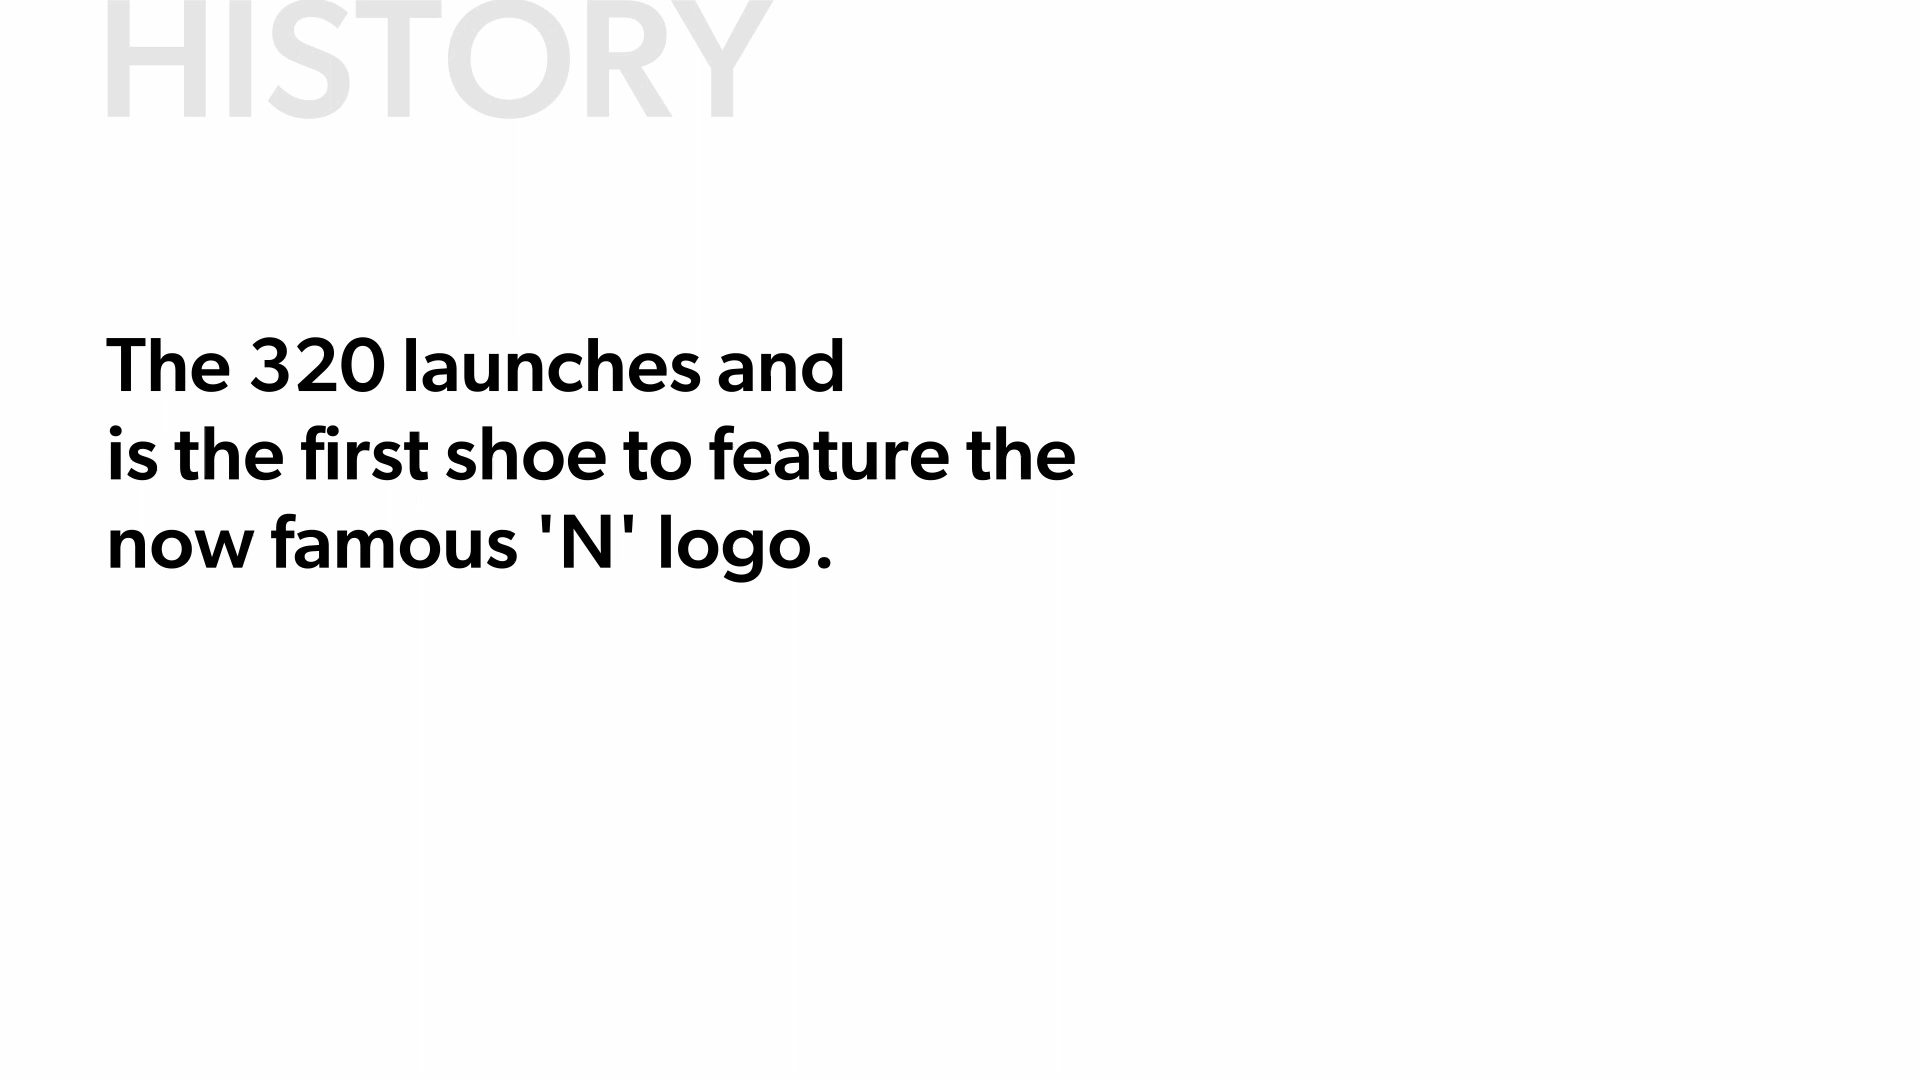 HISTORY
The 320 launches and
is the first shoe to feature the
now famous 'N' logo.